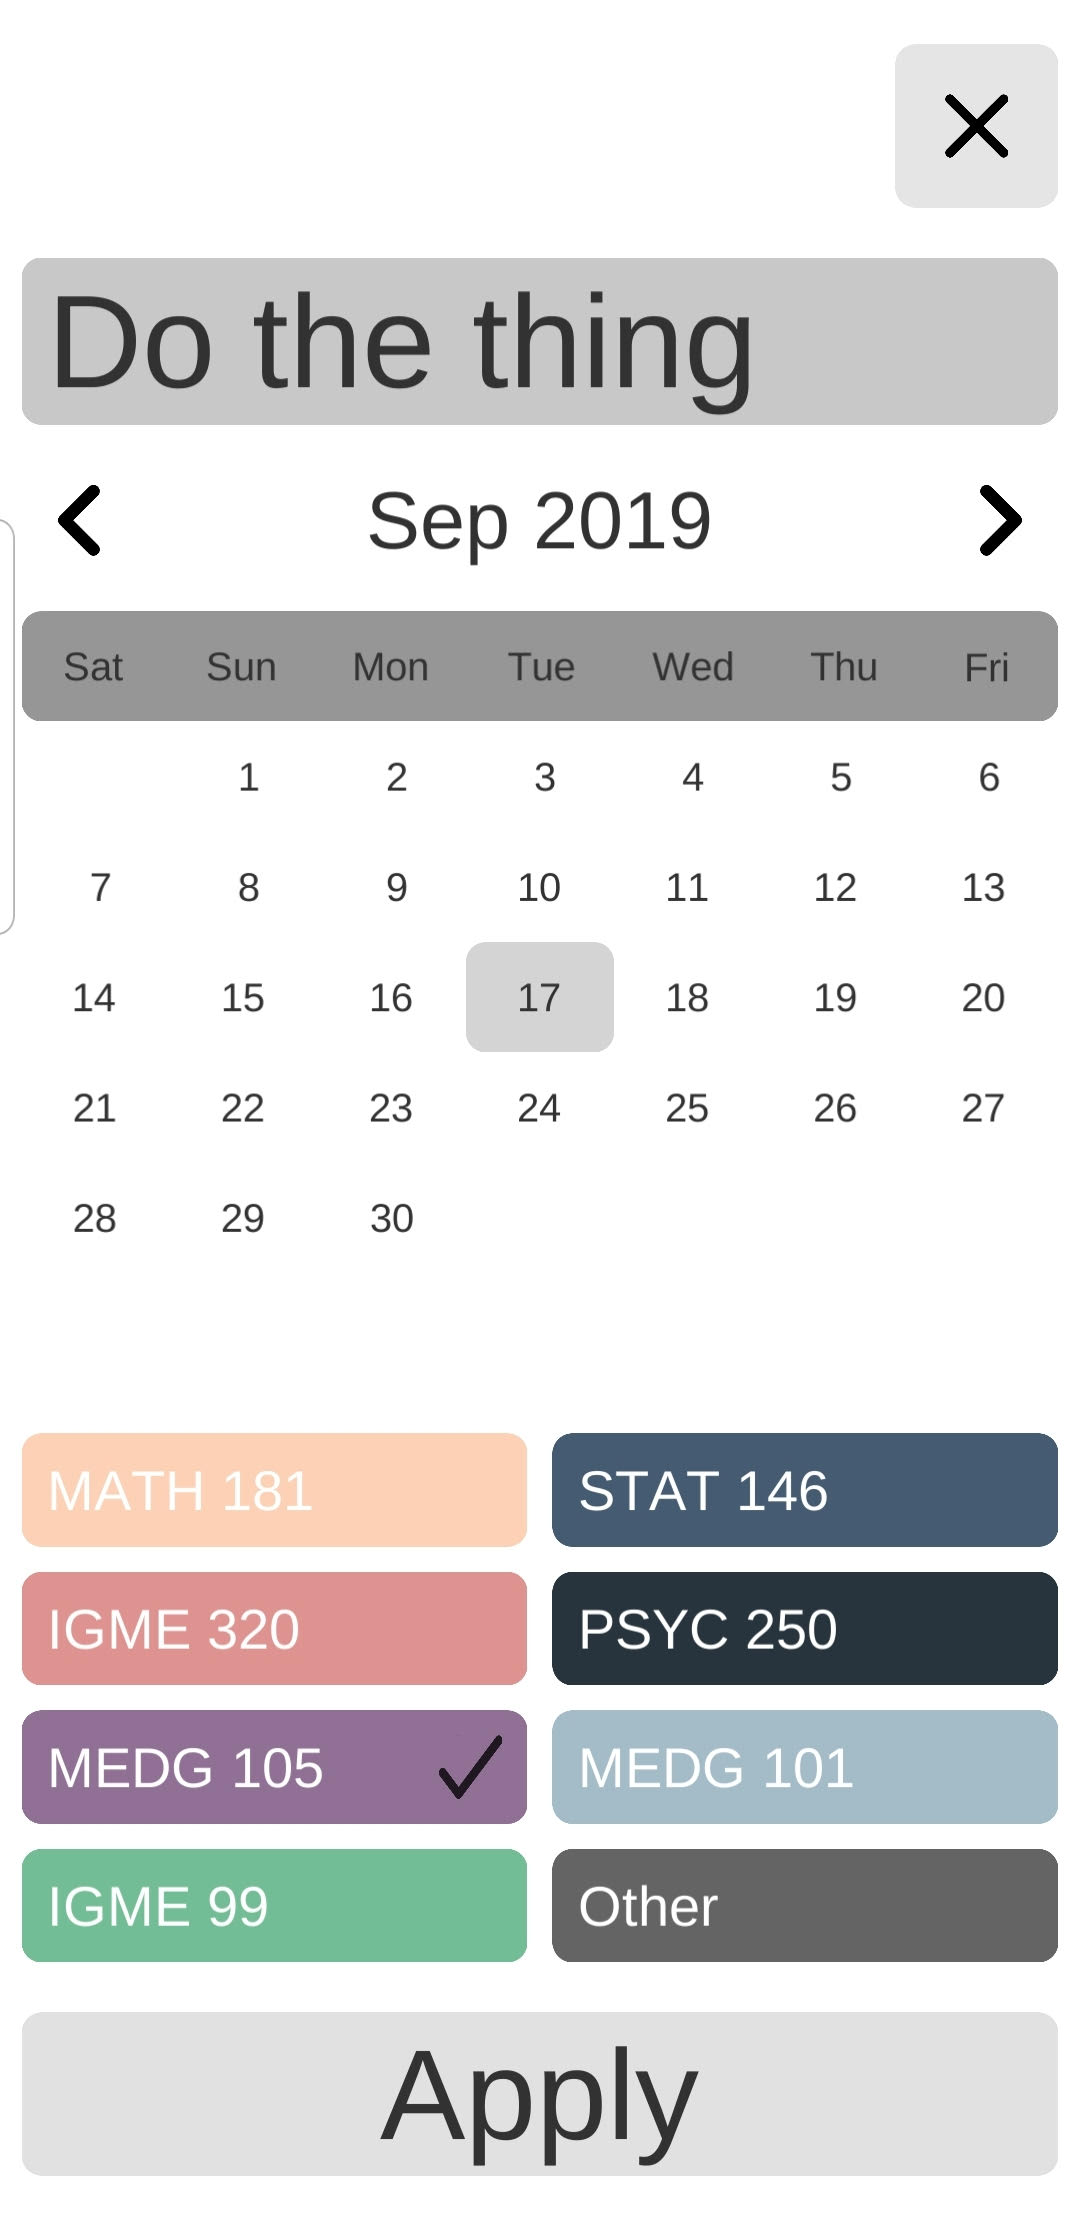 Do the thing
Sep 2019
Sat Sun Mon Tue Wed Thu Fri
1 2 3 4 5 6
7 8 9 10 11 12 13
14 15 16 17 18 19 20
21 22 23 24 25 26 27
28 29 30
MATH 181 STAT 146
IGME 320 PSYC 250
MEDG 105 MEDG 101
IGME 99 Other
Apply